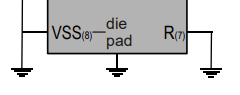 VSS(8) die pad R(7)